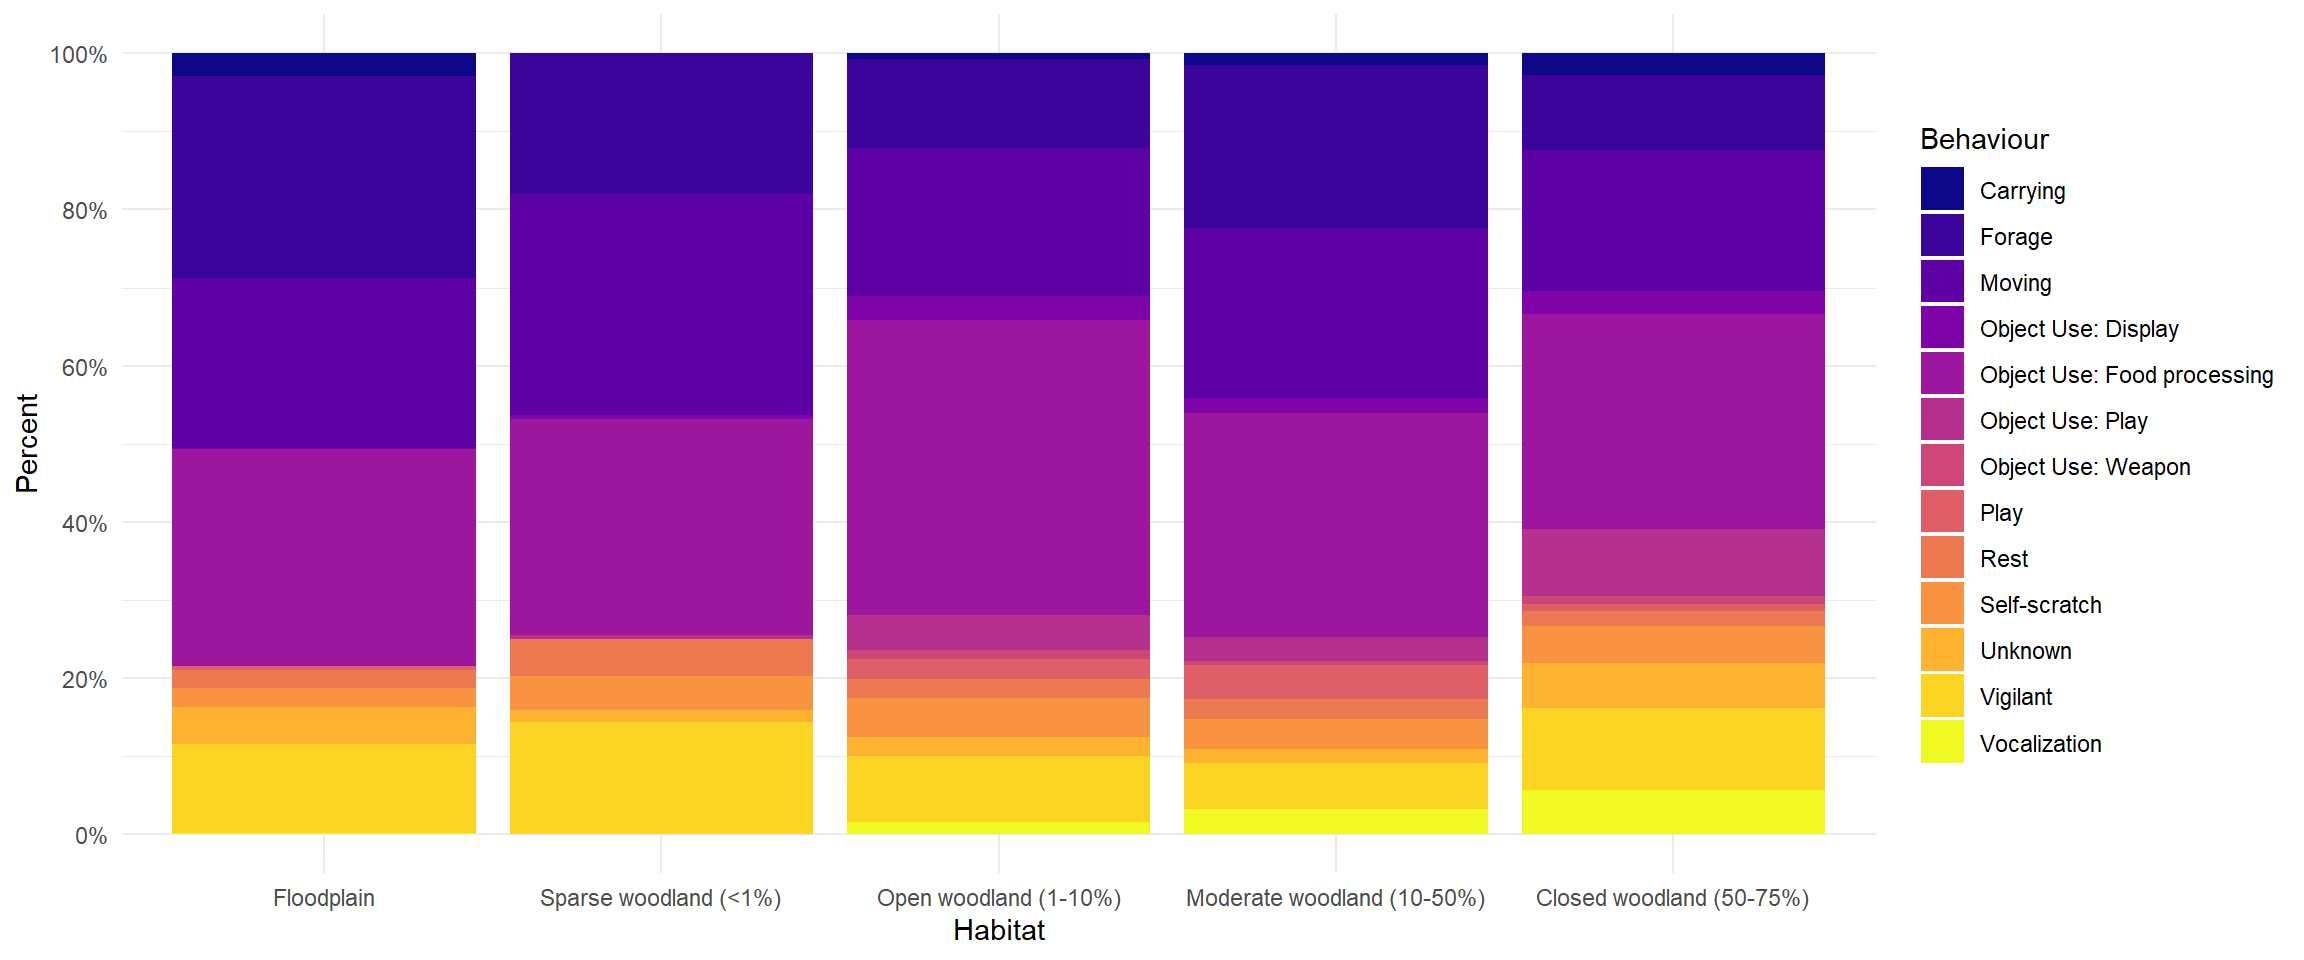 100%
80%
60%
40%
20%
0%
Percent
Floodplain
Sparse woodland (<1%)
Open woodland (1-10%)
Moderate woodland (10-50%)
Closed woodland (50-75%)
Habitat
Behaviour
Carrying
Forage
Moving
Object Use: Display
Object Use: Food processing
Object Use: Play
Object Use: Weapon
Play
Rest
Self-scratch
Unknown
Vigilant
Vocalization